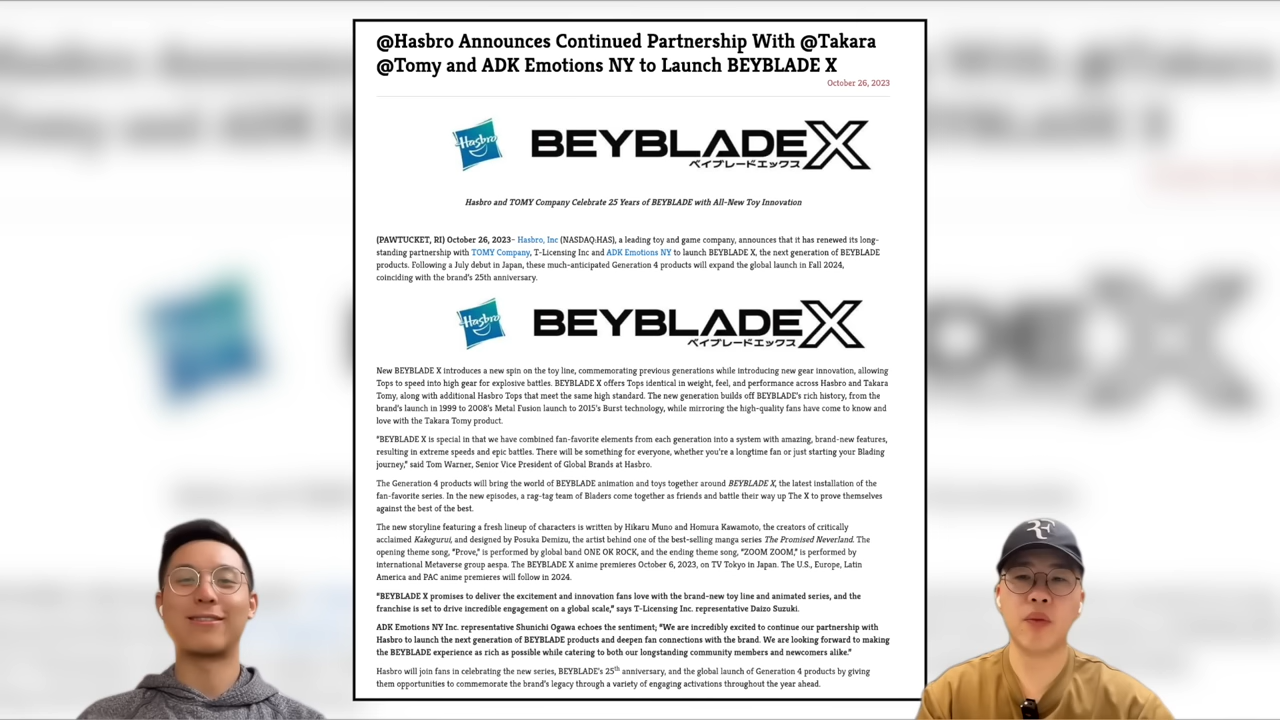 @Hasbro Announces Continued Partnership With @Takara
@Tomy and ADK Emotions NY to Launch BEYBLADE X
October 26, 2023
Hasbro
BEYBLADE X
ベイブレードエックス
Hasbro and TOMY Company Celebrate 25 Years of BEYBLADE with All-New Toy Innovation
(PAWTUCKET, RI) October 26, 2023– Hasbro, Inc (NASDAQ:HAS), a leading toy and game company, announces that it has renewed its long-
standing partnership with TOMY Company, T-Licensing Inc and ADK Emotions NY to launch BEYBLADE X, the next generation of BEYBLADE
products. Following a July debut in Japan, these much-anticipated Generation 4 products will expand the global launch in Fall 2024,
coinciding with the brand's 25th anniversary.
Hasbro
BEYBLADE X
ベイブレードエックス
New BEYBLADE X introduces a new spin on the toy line, commemorating previous generations while introducing new gear innovation, allowing
Tops to speed into high gear for explosive battles. BEYBLADE X offers Tops identical in weight, feel, and performance across Hasbro and Takara
Tomy, along with additional Hasbro Tops that meet the same high standard. The new generation builds off BEYBLADE's rich history, from the
brand's launch in 1999 to 2008's Metal Fusion launch to 2015's Burst technology, while mirroring the high-quality fans have come to know and
love with the Takara Tomy product.
"BEYBLADE X is special in that we have combined fan-favorite elements from each generation into a system with amazing, brand-new features,
resulting in extreme speeds and epic battles. There will be something for everyone, whether you're a longtime fan or just starting your Blading
journey," said Tom Warner, Senior Vice President of Global Brands at Hasbro.
The Generation 4 products will bring the world of BEYBLADE animation and toys together around BEYBLADE X, the latest installation of the
fan-favorite series. In the new episodes, a rag-tag team of Bladers come together as friends and battle their way up The X to prove themselves
against the best of the best.
The new storyline featuring a fresh lineup of characters is written by Hikaru Muno and Homura Kawamoto, the creators of critically
acclaimed Kakegurui, and designed by Posuka Demizu, the artist behind one of the best-selling manga series The Promised Neverland. The
opening theme song, "Prove," is performed by global band ONE OK ROCK, and the ending theme song, "ZOOM ZOOM," is performed by
international Metaverse group aespa. The BEYBLADE X anime premieres October 6, 2023, on TV Tokyo in Japan. The U.S., Europe, Latin
America and PAC anime premieres will follow in 2024.
"BEYBLADE X promises to deliver the excitement and innovation fans love with the brand-new toy line and animated series, and the
franchise is set to drive incredible engagement on a global scale," says T-Licensing Inc. representative Daizo Suzuki.
ADK Emotions NY Inc. representative Shunichi Ogawa echoes the sentiment; "We are incredibly excited to continue our partnership with
Hasbro to launch the next generation of BEYBLADE products and deepen fan connections with the brand. We are looking forward to making
the BEYBLADE experience as rich as possible while catering to both our longstanding community members and newcomers alike."
Hasbro will join fans in celebrating the new series, BEYBLADE's 25th anniversary, and the global launch of Generation 4 products by giving
them opportunities to commemorate the brand's legacy through a variety of engaging activations throughout the year ahead.